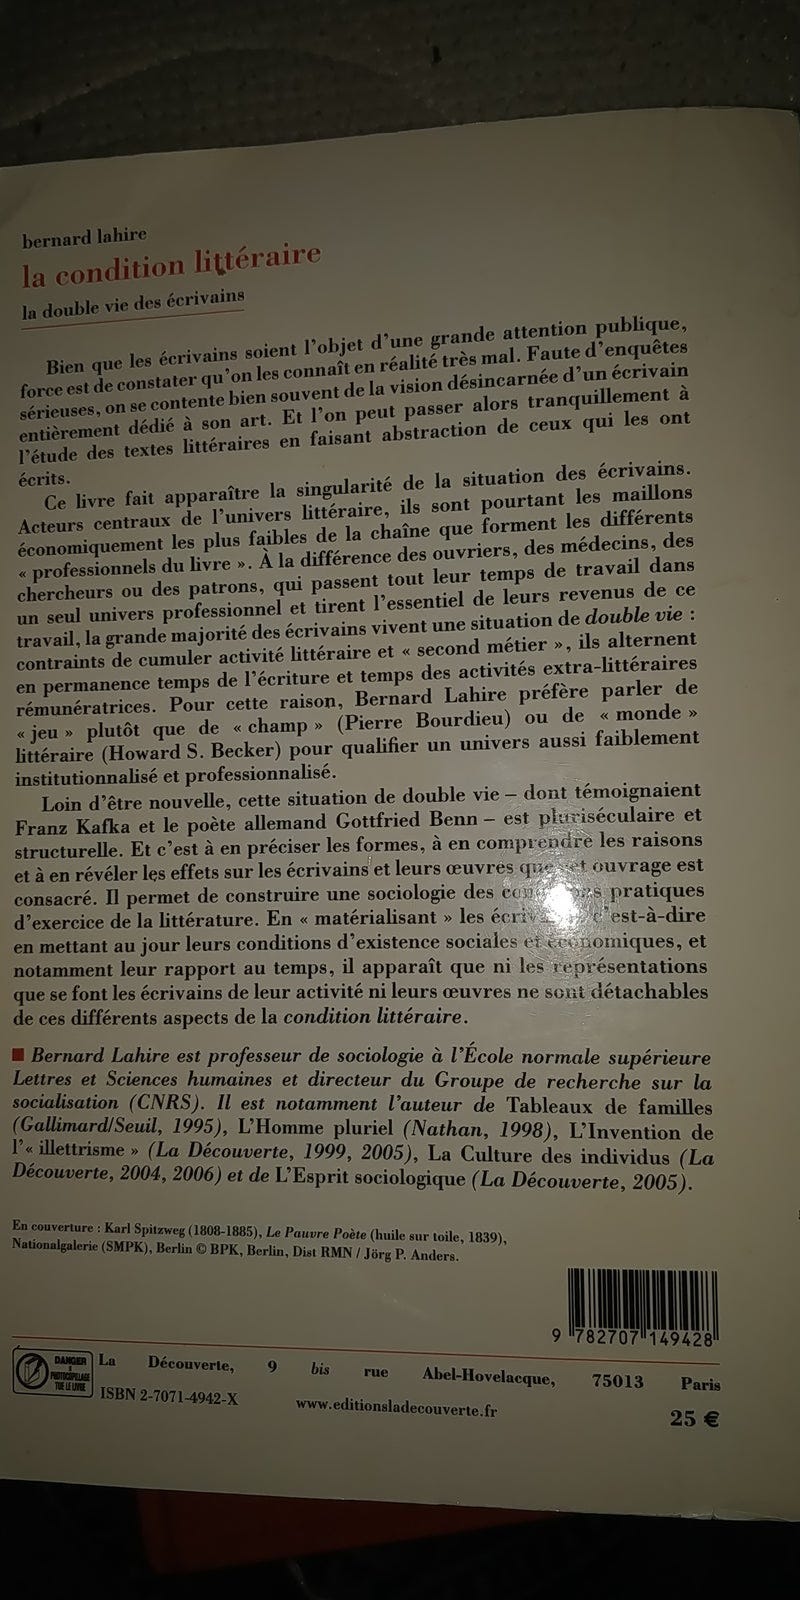 bernard lahire
la condition littéraire
la double vie des écrivains
Bien que les écrivains soient l'objet d'une grande attention publique,
force est de constater qu'on les connaît en réalité très mal. Faute d'enquêtes
sérieuses, on se contente bien souvent de la vision désincarnée d'un écrivain
entièrement dédié à son art. Et l'on peut passer alors tranquillement à
l'étude des textes littéraires en faisant abstraction de ceux qui les ont
écrits.
Ce livre fait apparaître la singularité de la situation des écrivains.
Acteurs centraux de l'univers littéraire, ils sont pourtant les maillons
économiquement les plus faibles de la chaîne que forment les différents
« professionnels du livre ». À la différence des ouvriers, des médecins, des
chercheurs ou des patrons, qui passent tout leur temps de travail dans
un seul univers professionnel et tirent l'essentiel de leurs revenus de ce
travail, la grande majorité des écrivains vivent une situation de double vie :
contraints de cumuler activité littéraire et « second métier », ils alternent
en permanence temps de l'écriture et temps des activités extra-littéraires
rémunératrices. Pour cette raison, Bernard Lahire préfère parler de
« jeu » plutôt que de « champ » (Pierre Bourdieu) ou de « monde »
littéraire (Howard S. Becker) pour qualifier un univers aussi faiblement
institutionnalisé et professionnalisé.
Loin d'être nouvelle, cette situation de double vie – dont témoignaient
Franz Kafka et le poète allemand Gottfried Benn – est pluriséculaire et
structurelle. Et c'est à en préciser les formes, à en comprendre les raisons
et à en révéler les effets sur les écrivains et leurs œuvres que cet ouvrage est
consacré. Il permet de construire une sociologie des pratiques
d'exercice de la littérature. En « matérialisant » les c'est-à-dire
en mettant au jour leurs conditions d'existence sociales et économiques, et
notamment leur rapport au temps, il apparaît que ni les représentations
que se font les écrivains de leur activité ni leurs œuvres ne sont détachables
de ces différents aspects de la condition littéraire.
■ Bernard Lahire est professeur de sociologie à l'École normale supérieure
Lettres et Sciences humaines et directeur du Groupe de recherche sur la
socialisation (CNRS). Il est notamment l'auteur de Tableaux de familles
(Gallimard/Seuil, 1995), L'Homme pluriel (Nathan, 1998), L'Invention de
l'« illettrisme » (La Découverte, 1999, 2005), La Culture des individus (La
Découverte, 2004, 2006) et de L'Esprit sociologique (La Découverte, 2005).
En couverture : Karl Spitzweg (1808-1885), Le Pauvre Poète (huile sur toile, 1839),
Nationalgalerie (SMPK), Berlin © BPK, Berlin, Dist RMN / Jörg P. Anders.
9 782707 149428
DANGER
PHOTOCOPILLAGE
TUE LE LIVRE
La Découverte, 9 bis rue Abel-Hovelacque, 75013 Paris
ISBN 2-7071-4942-X
www.editionsladecouverte.fr
25 €